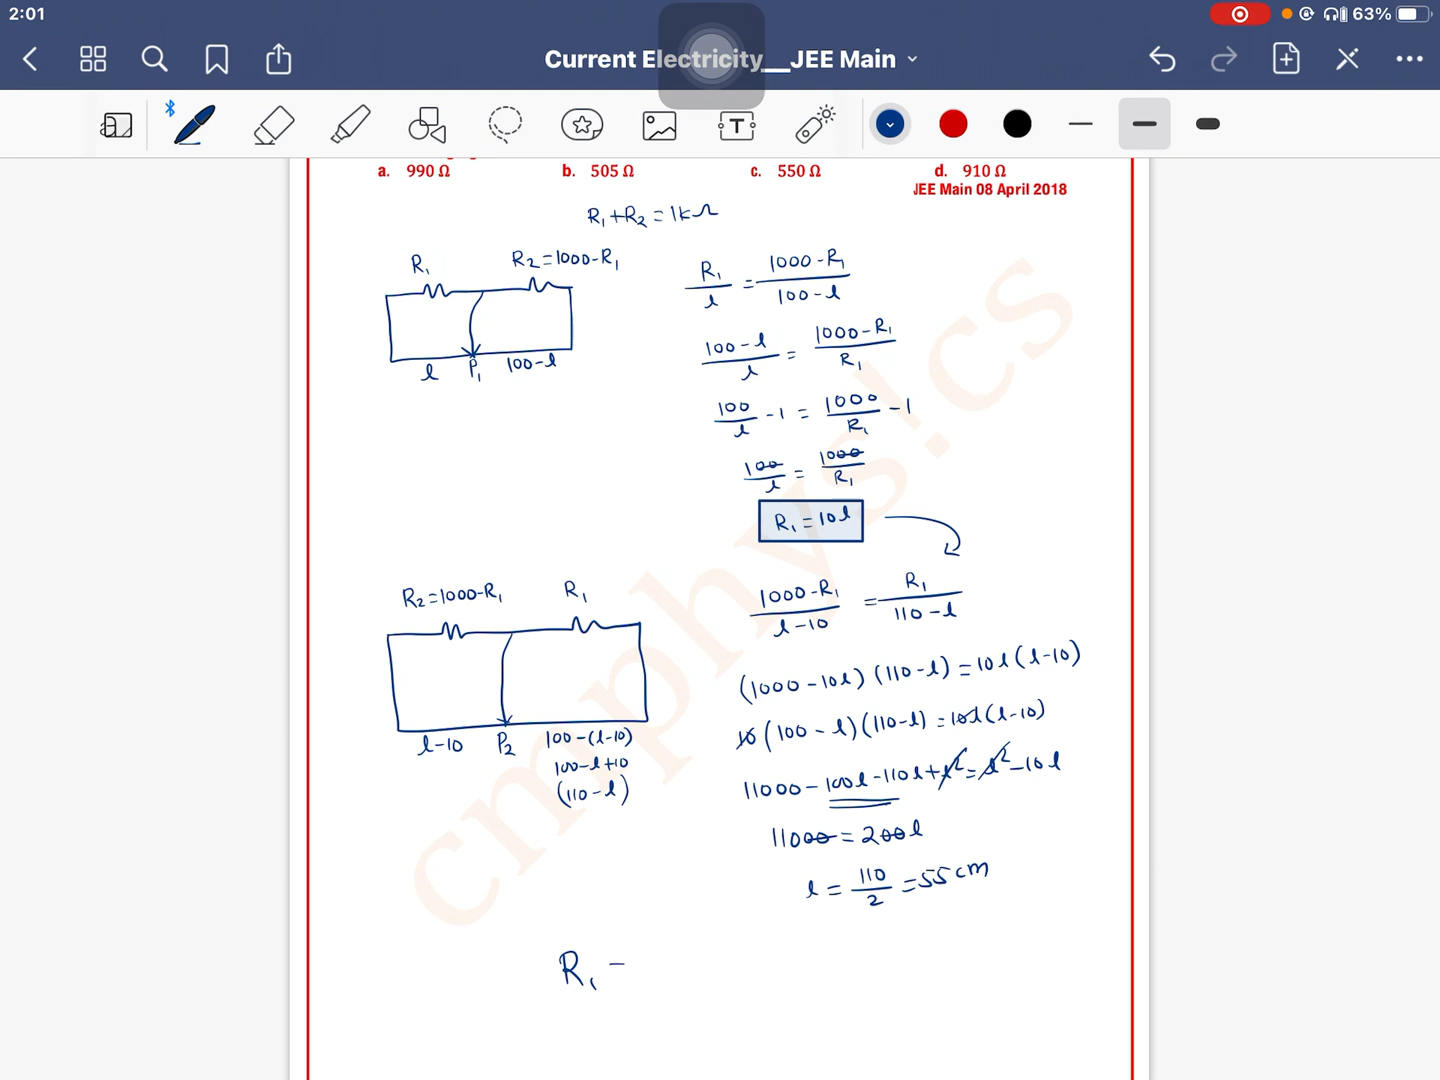 2:01
63%
Current Electricity__JEE Main
T
a. 990 Ω b. 505 Ω c. 550 Ω d. 910 Ω
JEE Main 08 April 2018
R₁+R₂ = 1kΩ
R₁ R₂=1000-R₁
l P₁ 100-l
R₁/l = (1000-R₁)/(100-l)
(100-l)/l = (1000-R₁)/R₁
100/l - 1 = 1000/R₁ - 1
100/l = 1000/R₁
R₁ = 10l
R₂=1000-R₁ R₁
l-10 P₂ 100-(l-10)
100-l+10
(110-l)
(1000-R₁)/(l-10) = R₁/(110-l)
(1000-10l)(110-l) = 10l(l-10)
10(100-l)(110-l) = 10l(l-10)
11000-100l-110l+l² = l²-10l
11000 = 200l
l = 110/2 = 55cm
R₁ -
cmphys!cs